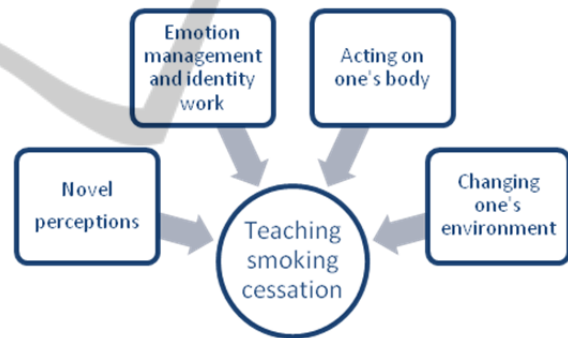 Emotion
management
and identity
work
Acting on
one's body
Novel
perceptions
Changing
one's
environment
Teaching
smoking
cessation